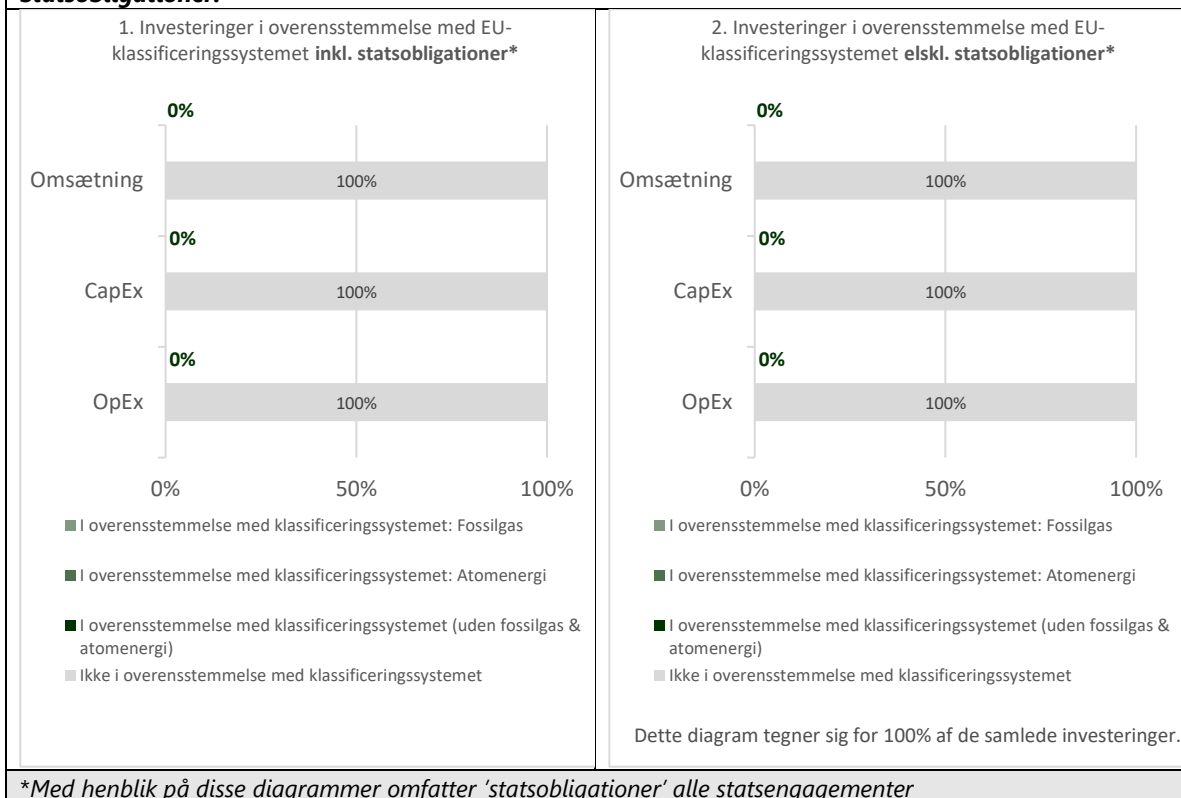 statsobligationer.
1. Investeringer i overensstemmelse med EU-
klassificeringssystemet inkl. statsobligationer*
0%
Omsætning
100%
0%
CapEx
100%
0%
OpEx
100%
0%
50%
100%
I overensstemmelse med klassificeringssystemet: Fossilgas
I overensstemmelse med klassificeringssystemet: Atomenergi
I overensstemmelse med klassificeringssystemet (uden fossilgas &
atomenergi)
Ikke i overensstemmelse med klassificeringssystemet
2. Investeringer i overensstemmelse med EU-
klassificeringssystemet elskl. statsobligationer*
0%
Omsætning
100%
0%
CapEx
100%
0%
OpEx
100%
0%
50%
100%
I overensstemmelse med klassificeringssystemet: Fossilgas
I overensstemmelse med klassificeringssystemet: Atomenergi
I overensstemmelse med klassificeringssystemet (uden fossilgas &
atomenergi)
Ikke i overensstemmelse med klassificeringssystemet
Dette diagram tegner sig for 100% af de samlede investeringer.
*Med henblik på disse diagrammer omfatter 'statsobligationer' alle statsengagementer